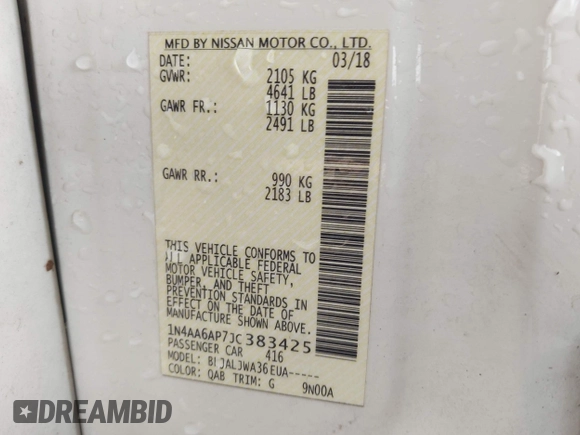 MFD BY NISSAN MOTOR CO., LTD.
DATE: 03/18
GVWR: 2105 KG
4641 LB
GAWR FR.: 1130 KG
2491 LB
GAWR RR.: 990 KG
2183 LB
THIS VEHICLE CONFORMS TO
ALL APPLICABLE FEDERAL
MOTOR VEHICLE SAFETY,
BUMPER, AND THEFT
PREVENTION STANDARDS IN
EFFECT ON THE DATE OF
MANUFACTURE SHOWN ABOVE.
1N4AA6AP7JC383425
PASSENGER CAR 416
MODEL: JALJWA36EUA-----
COLOR: QAB TRIM: G 9N00A
DREAMBID